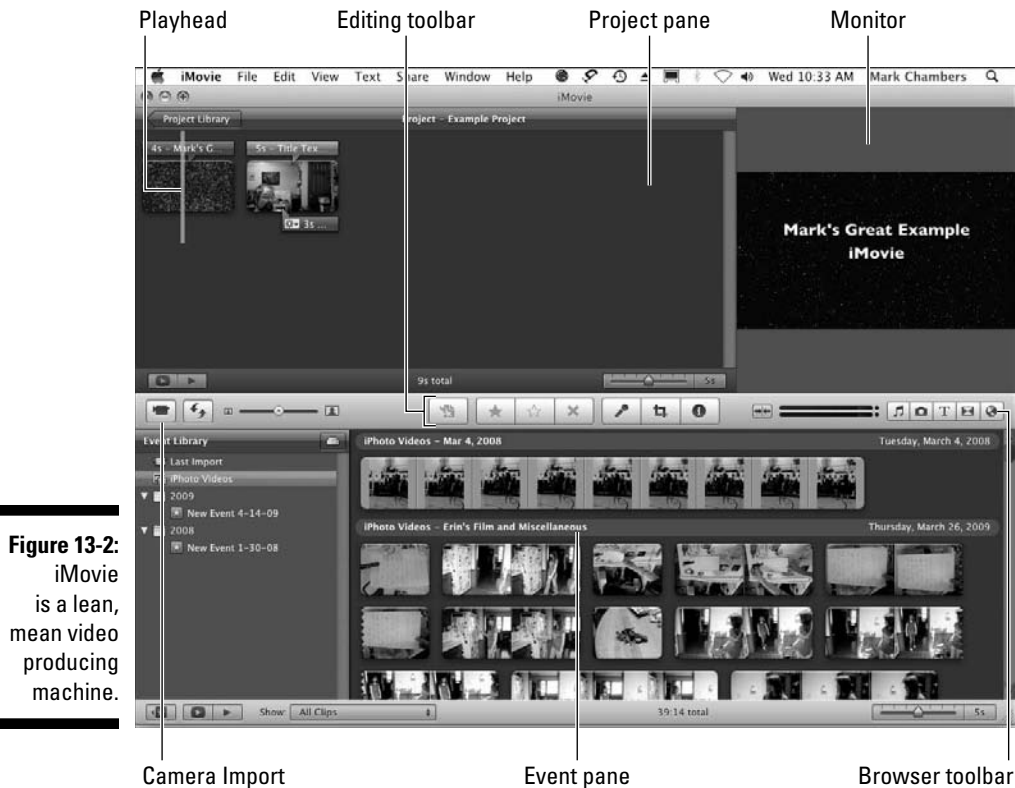 Playhead
Editing toolbar
Project pane
Monitor
iMovie File Edit View Text Share Window Help Wed 10:33 AM Mark Chambers
iMovie
Project Library
Project - Example Project
4s - Mark's G...
5s - Title Tex...
3s ...
Mark's Great Example
iMovie
9s total
5s
Event Library
Last Import
iPhoto Videos
2009
New Event 4-14-09
2008
New Event 1-30-08
iPhoto Videos - Mar 4, 2008
Tuesday, March 4, 2008
iPhoto Videos - Erin's Film and Miscellaneous
Thursday, March 26, 2009
Show: All Clips
39:14 total
5s
Figure 13-2:
iMovie
is a lean,
mean video
producing
machine.
Camera Import
Event pane
Browser toolbar